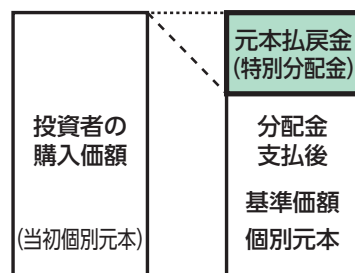 投資者の
購入価額
(当初個別元本)
元本払戻金
(特別分配金)
分配金
支払後
基準価額
個別元本